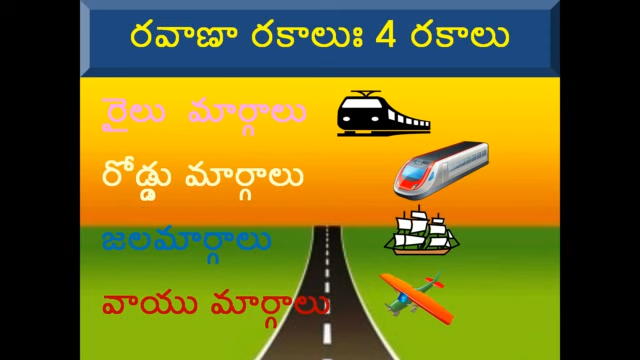 రవాణా రకాలుః 4 రకాలు
రైలు మార్గాలు
రోడ్డు మార్గాలు
జలమార్గాలు
వాయు మార్గాలు